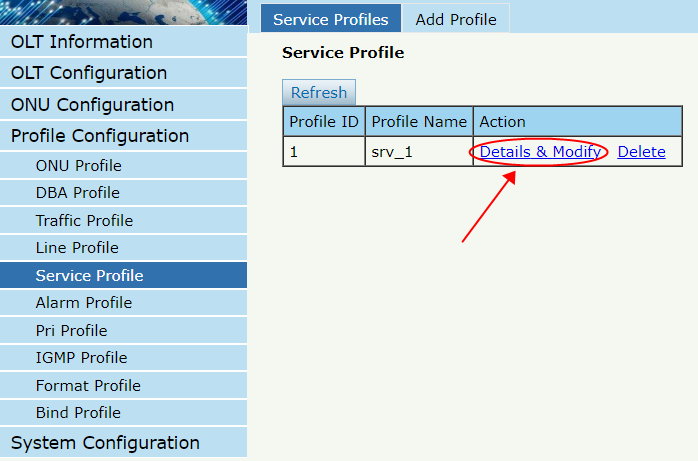 OLT Information
OLT Configuration
ONU Configuration
Profile Configuration
ONU Profile
DBA Profile
Traffic Profile
Line Profile
Service Profile
Alarm Profile
Pri Profile
IGMP Profile
Format Profile
Bind Profile
System Configuration
Service Profiles Add Profile
Service Profile
Refresh
Profile ID Profile Name Action
1 srv_1 Details & Modify Delete